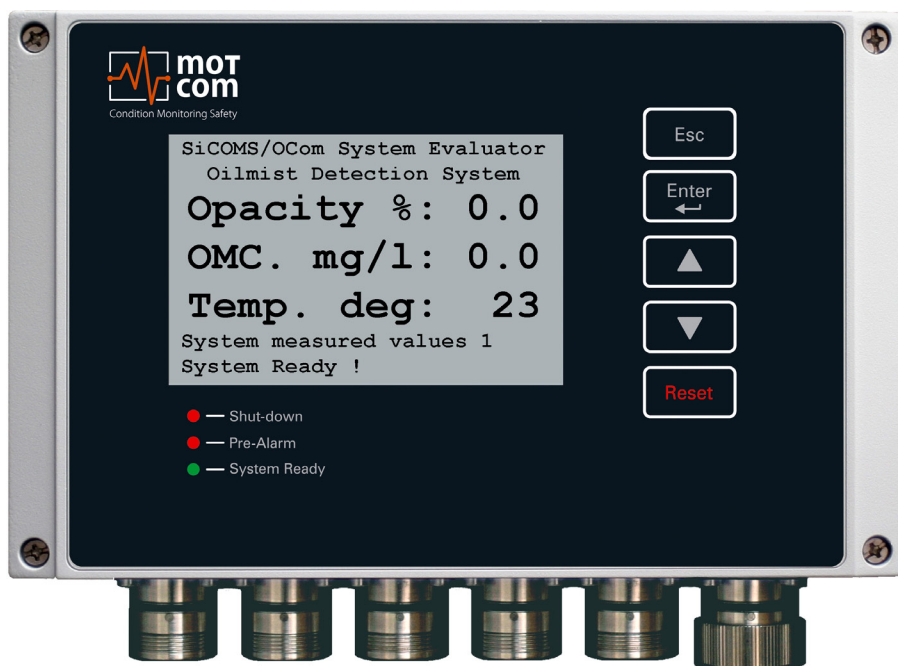 moT
com
Condition Monitoring Safety
SiCOMS/OCom System Evaluator
Oilmist Detection System
Opacity %: 0.0
OMC. mg/l: 0.0
Temp. deg: 23
System measured values 1
System Ready !
Esc
Enter
Reset
Shut-down
Pre-Alarm
System Ready